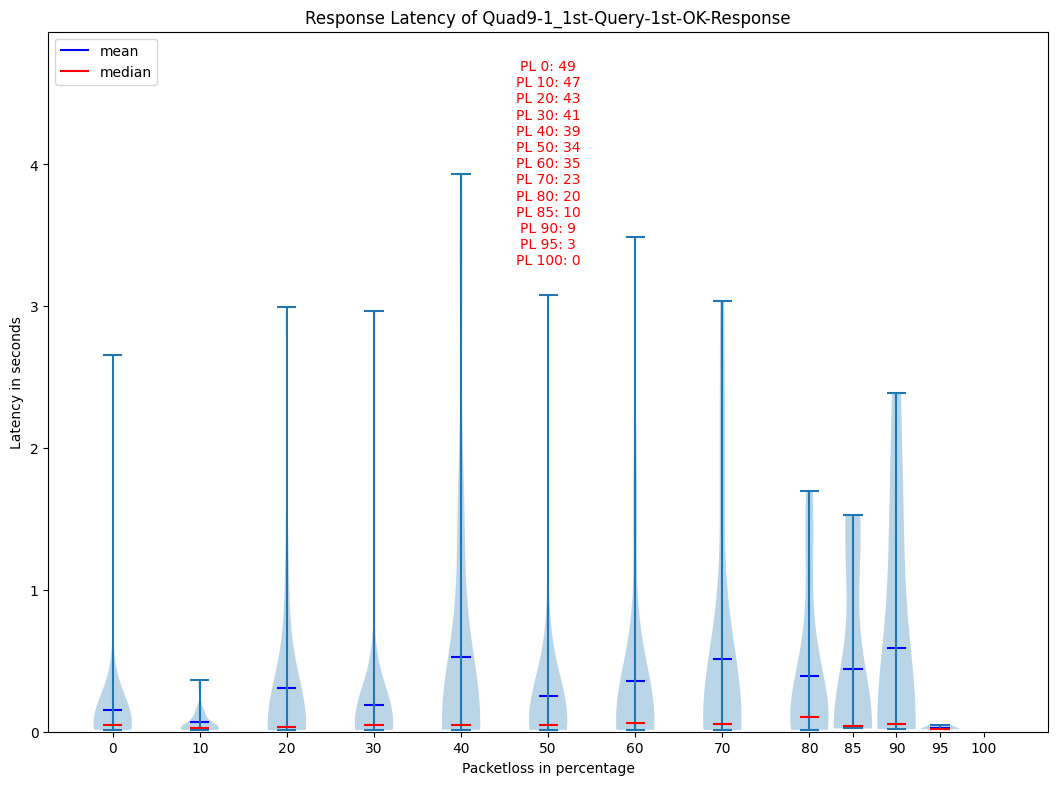 Response Latency of Quad9-1_1st-Query-1st-OK-Response
mean
median
PL 0: 49
PL 10: 47
PL 20: 43
PL 30: 41
PL 40: 39
PL 50: 34
PL 60: 35
PL 70: 23
PL 80: 20
PL 85: 10
PL 90: 9
PL 95: 3
PL 100: 0
4
3
2
1
0
Latency in seconds
0 10 20 30 40 50 60 70 80 85 90 95 100
Packetloss in percentage